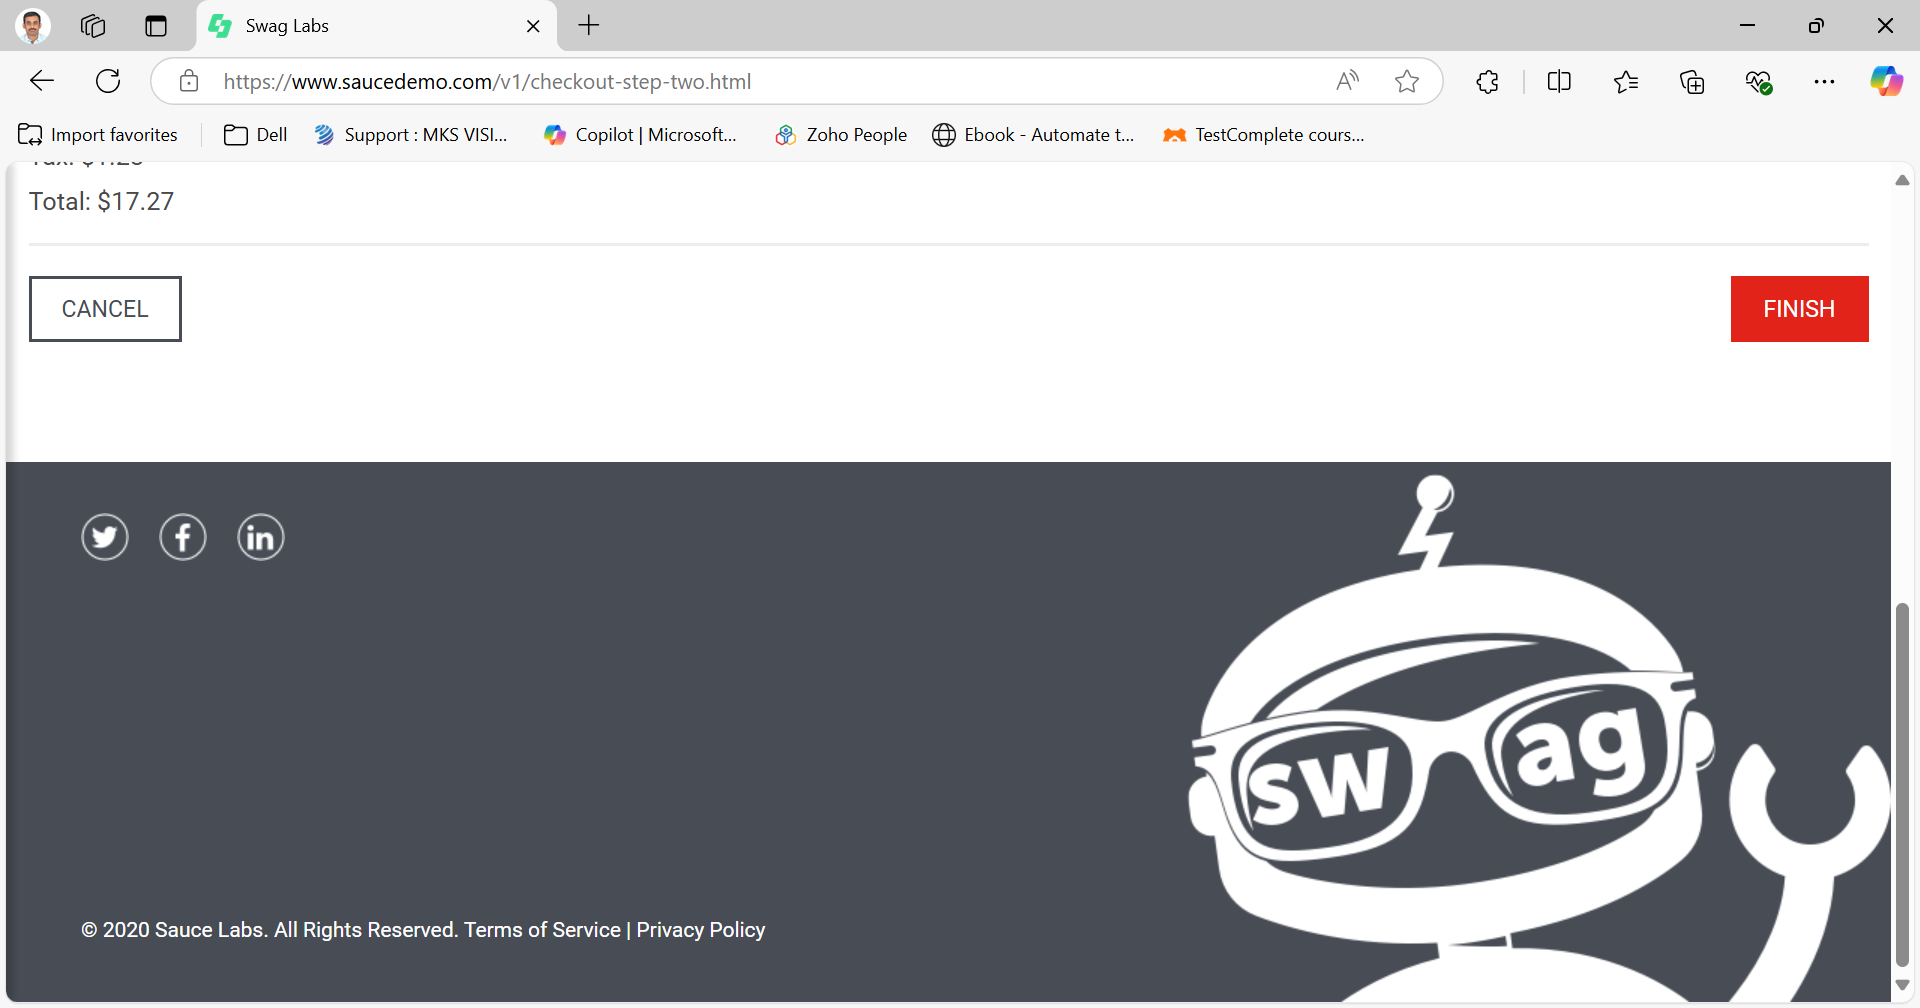 Swag Labs
https://www.saucedemo.com/v1/checkout-step-two.html
Import favorites
Dell
Support : MKS VISI...
Copilot | Microsoft...
Zoho People
Ebook - Automate t...
TestComplete cours...
Total: $17.27
CANCEL
FINISH
sw ag
© 2020 Sauce Labs. All Rights Reserved. Terms of Service | Privacy Policy